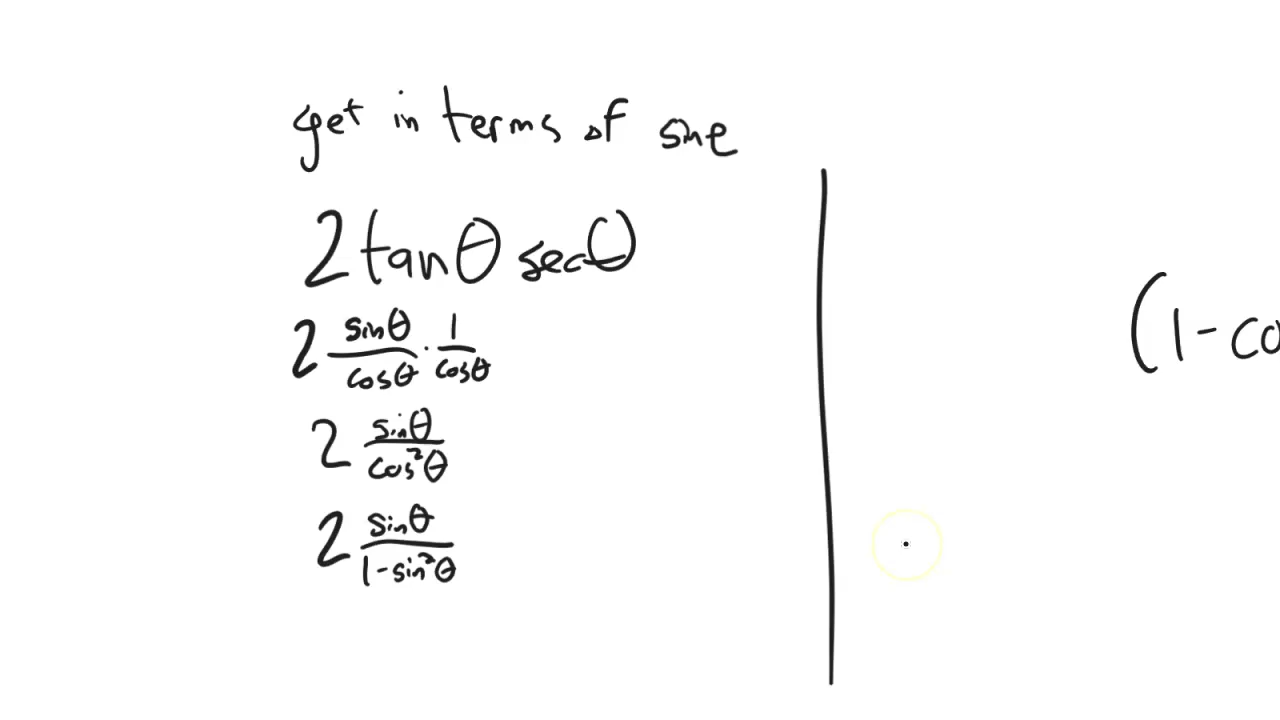 get in terms of sine
2 tanθ secθ
2 sinθ/cosθ · 1/cosθ
2 sinθ/cos²θ
2 sinθ/1-sin²θ
(1-co